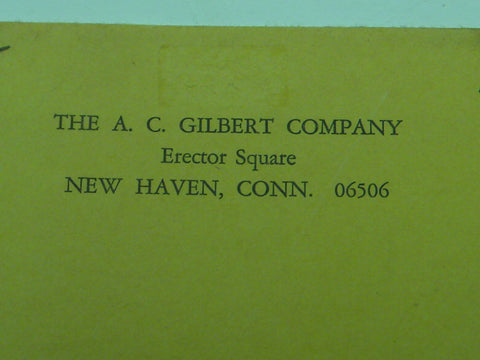 THE A. C. GILBERT COMPANY
Erector Square
NEW HAVEN, CONN. 06506